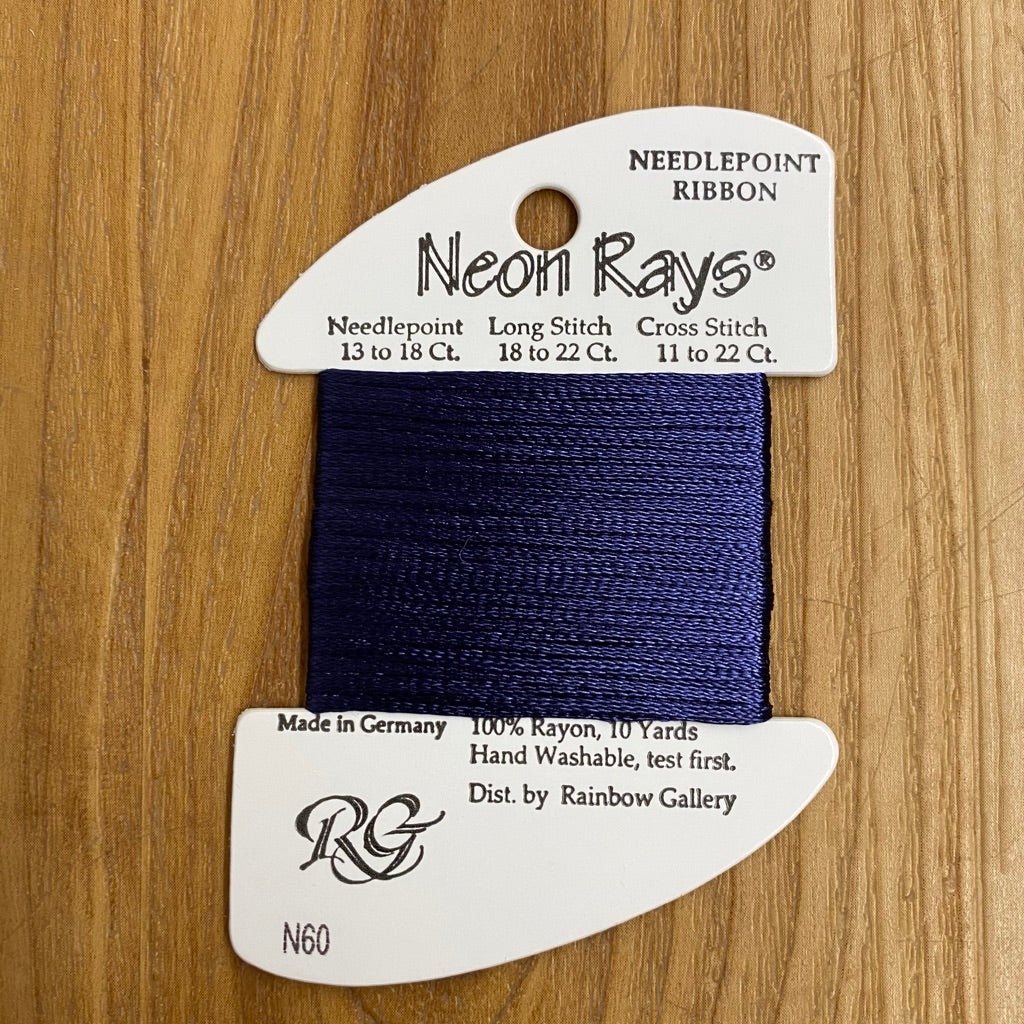 NEEDLEPOINT
RIBBON
Neon Rays®
Needlepoint Long Stitch Cross Stitch
13 to 18 Ct. 18 to 22 Ct. 11 to 22 Ct.
Made in Germany 100% Rayon, 10 Yards
Hand Washable, test first.
Dist. by Rainbow Gallery
RG
N60